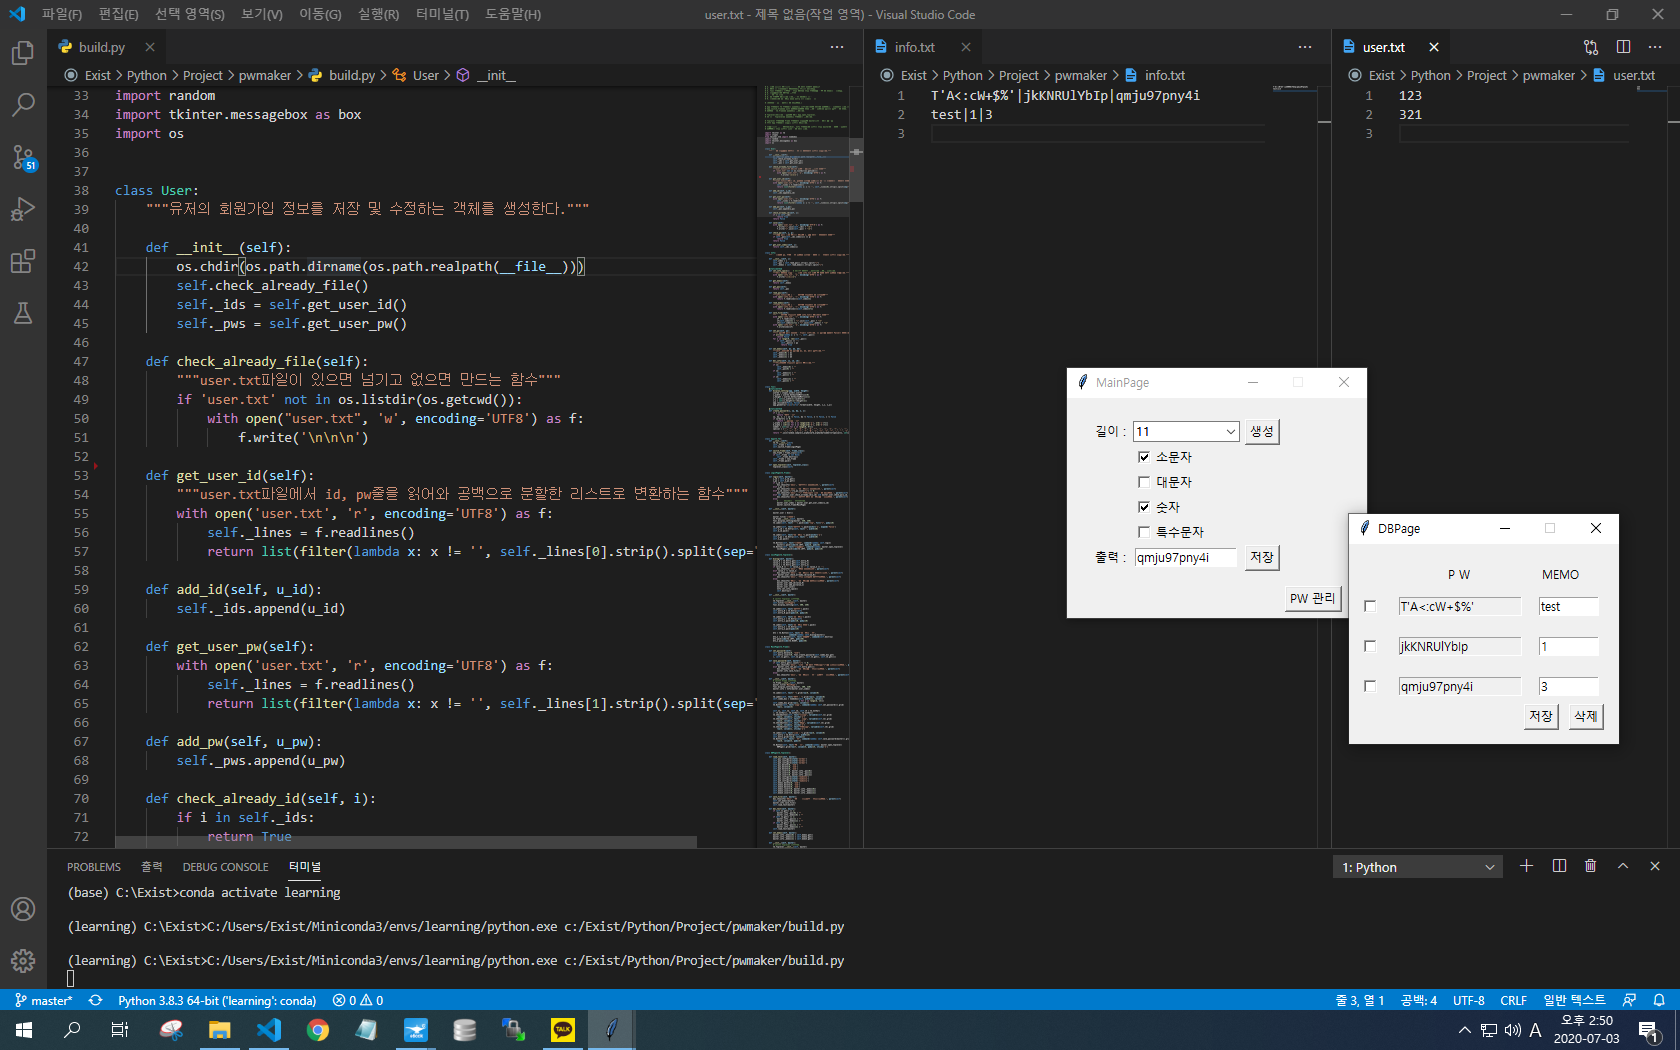 파일(F) 편집(E) 선택 영역(S) 보기(V) 이동(G) 실행(R) 터미널(T) 도움말(H)
user.txt - 제목 없음(작업 영역) - Visual Studio Code
build.py
Exist > Python > Project > pwmaker > build.py > User > __init__
33 import random
34 import tkinter.messagebox as box
35 import os
36
37
38 class User:
39 """유저의 회원가입 정보를 저장 및 수정하는 객체를 생성한다."""
40
41 def __init__(self):
42 os.chdir(os.path.dirname(os.path.realpath(__file__)))
43 self.check_already_file()
44 self._ids = self.get_user_id()
45 self._pws = self.get_user_pw()
46
47 def check_already_file(self):
48 """user.txt파일이 있으면 넘기고 없으면 만드는 함수"""
49 if 'user.txt' not in os.listdir(os.getcwd()):
50 with open("user.txt", 'w', encoding='UTF8') as f:
51 f.write('\n\n\n')
52
53 def get_user_id(self):
54 """user.txt파일에서 id, pw줄을 읽어와 공백으로 분할한 리스트로 변환하는 함수"""
55 with open('user.txt', 'r', encoding='UTF8') as f:
56 self._lines = f.readlines()
57 return list(filter(lambda x: x != '', self._lines[0].strip().split(sep=
58
59 def add_id(self, u_id):
60 self._ids.append(u_id)
61
62 def get_user_pw(self):
63 with open('user.txt', 'r', encoding='UTF8') as f:
64 self._lines = f.readlines()
65 return list(filter(lambda x: x != '', self._lines[1].strip().split(sep=
66
67 def add_pw(self, u_pw):
68 self._pws.append(u_pw)
69
70 def check_already_id(self, i):
71 if i in self._ids:
72 return True
info.txt
Exist > Python > Project > pwmaker > info.txt
1 T'A<:cW+$%'|jkKNRUlYbIp|qmju97pny4i
2 test|1|3
3
user.txt
Exist > Python > Project > pwmaker > user.txt
1 123
2 321
3
MainPage
길이 : 11 생성
소문자
대문자
숫자
특수문자
출력 : qmju97pny4i 저장
PW 관리
DBPage
P W MEMO
T'A<:cW+$%' test
jkKNRUlYbIp 1
qmju97pny4i 3
저장 삭제
51
PROBLEMS 출력 DEBUG CONSOLE 터미널
1: Python
(base) C:\Exist>conda activate learning
(learning) C:\Exist>C:/Users/Exist/Miniconda3/envs/learning/python.exe c:/Exist/Python/Project/pwmaker/build.py
(learning) C:\Exist>C:/Users/Exist/Miniconda3/envs/learning/python.exe c:/Exist/Python/Project/pwmaker/build.py
master* Python 3.8.3 64-bit ('learning': conda) 0 0
줄 3, 열 1 공백: 4 UTF-8 CRLF 일반 텍스트
TALK
A
오후 2:50
2020-07-03
1